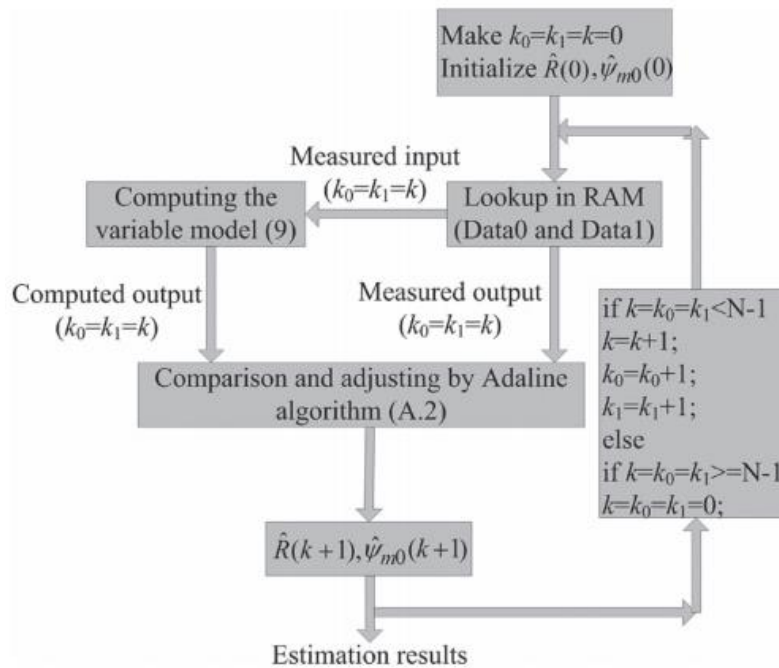 Make k₀=k₁=k=0
Initialize R̂(0),ψ̂ₘ₀(0)
Measured input
(k₀=k₁=k)
Computing the
variable model (9)
Lookup in RAM
(Data0 and Data1)
Computed output
(k₀=k₁=k)
Measured output
(k₀=k₁=k)
if k=k₀=k₁<N-1
k=k+1;
k₀=k₀+1;
k₁=k₁+1;
else
if k=k₀=k₁>=N-1
k=k₀=k₁=0;
Comparison and adjusting by Adaline
algorithm (A.2)
R̂(k+1),ψ̂ₘ₀(k+1)
Estimation results